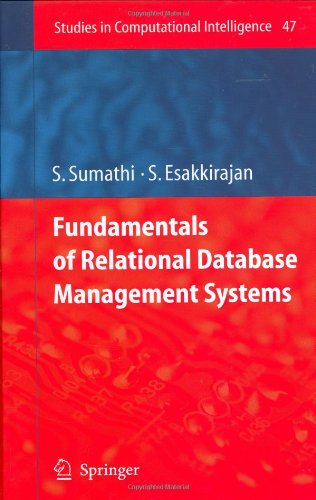 Studies in Computational Intelligence 47
S. Sumathi · S. Esakkirajan
Fundamentals
of Relational Database
Management Systems
Springer